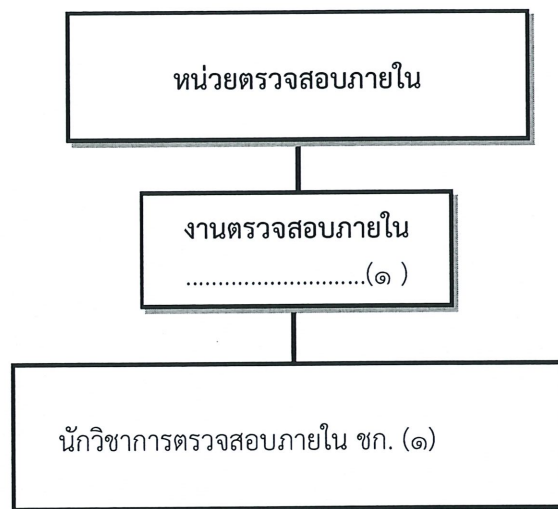 หน่วยตรวจสอบภายใน
งานตรวจสอบภายใน
............................(๑ )
นักวิชาการตรวจสอบภายใน ชก. (๑)